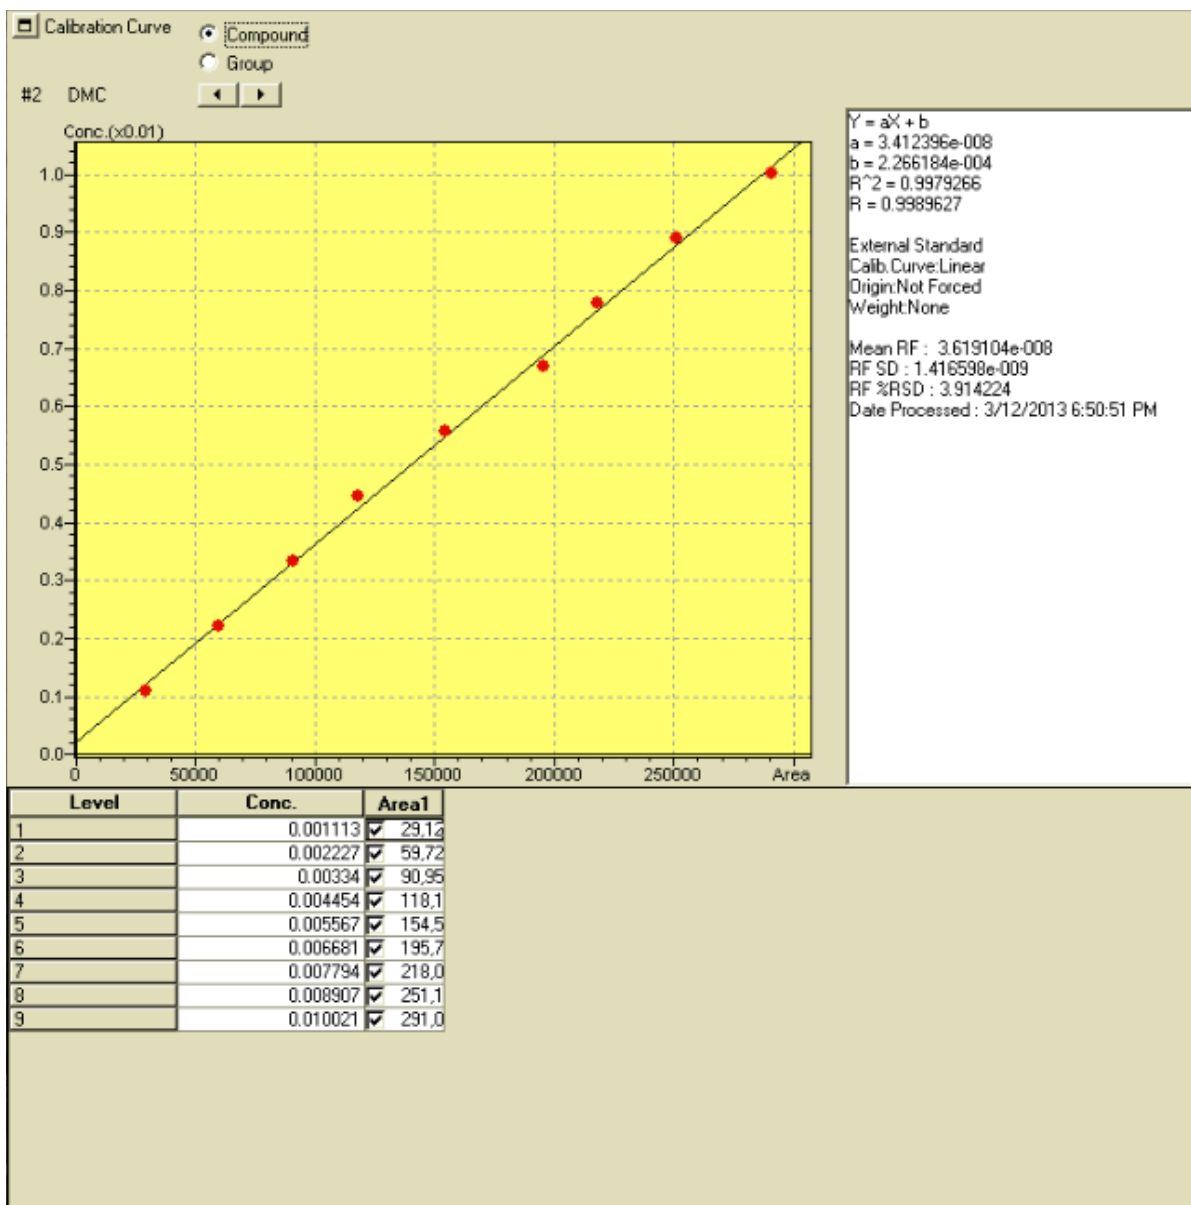 Calibration Curve
Compound
Group
#2 DMC
Conc.(x0.01)
1.0
0.9
0.8
0.7
0.6
0.5
0.4
0.3
0.2
0.1
0.0
0 50000 100000 150000 200000 250000 Area
Y = aX + b
a = 3.412396e-008
b = 2.266184e-004
R^2 = 0.9979266
R = 0.9989627
External Standard
Calib.Curve:Linear
Origin:Not Forced
Weight:None
Mean RF : 3.619104e-008
RF SD : 1.416598e-009
RF %RSD : 3.914224
Date Processed : 3/12/2013 6:50:51 PM
Level Conc. Area1
1 0.001113 29,12
2 0.002227 59,72
3 0.00334 90,95
4 0.004454 118,1
5 0.005567 154,5
6 0.006681 195,7
7 0.007794 218,0
8 0.008907 251,1
9 0.010021 291,0